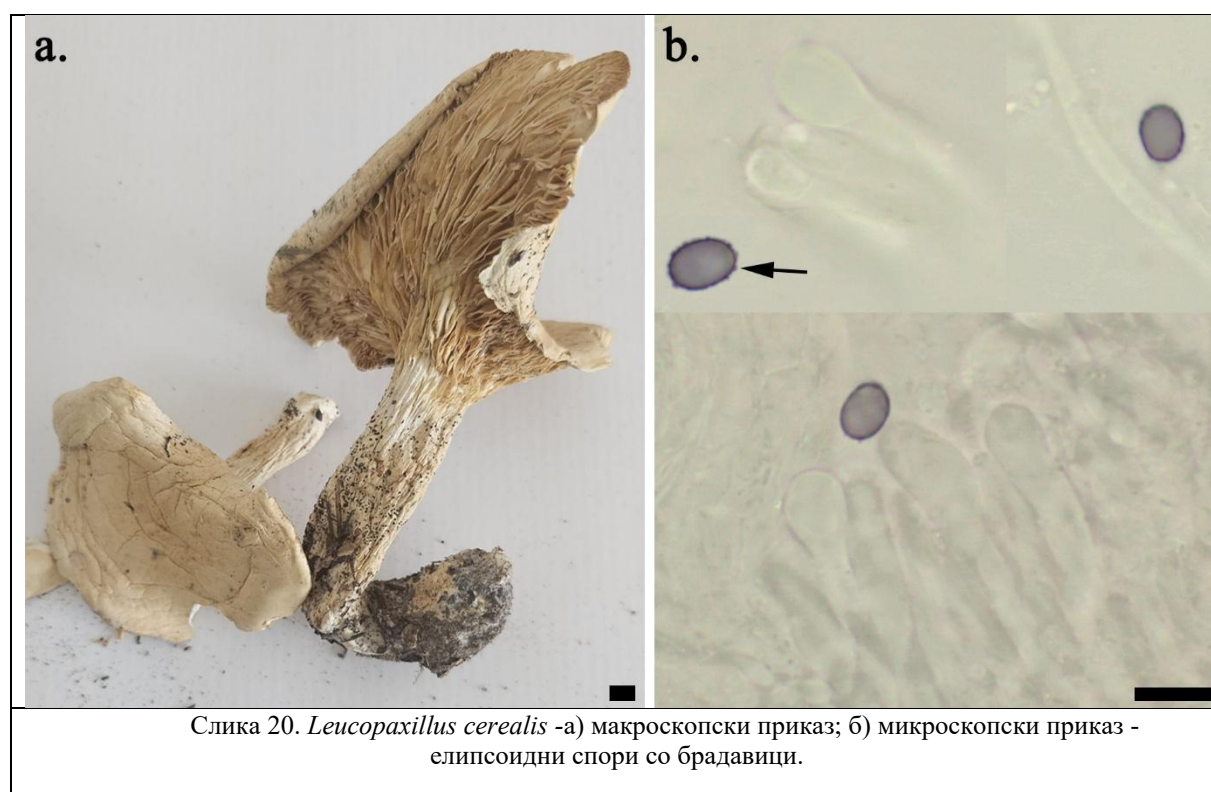 a.
b.
Слика 20. Leucopaxillus cerealis -а) макроскопски приказ; б) микроскопски приказ -
елипсоидни спори со брадавици.